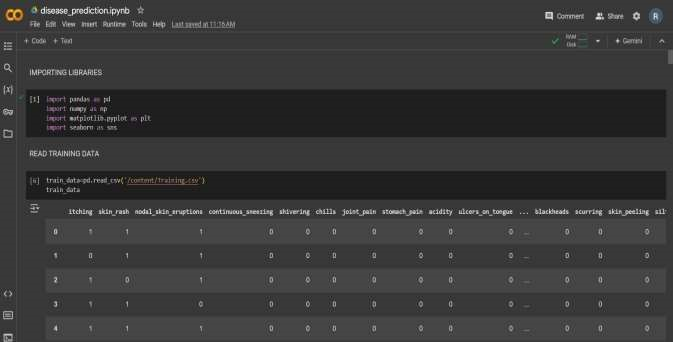 disease_prediction.ipynb
File Edit View Insert Runtime Tools Help Last saved at 11:16 AM
Comment Share R
+ Code + Text
RAM
Disk
Gemini
IMPORTING LIBRARIES
[1] import pandas as pd
import numpy as np
import matplotlib.pyplot as plt
import seaborn as sns
READ TRAINING DATA
[6] train_data=pd.read_csv('/content/Training.csv')
train_data
itching skin_rash nodal_skin_eruptions continuous_sneezing shivering chills joint_pain stomach_pain acidity ulcers_on_tongue ... blackheads scurring skin_peeling sil
0 1 1 1 0 0 0 0 0 0 0 ... 0 0 0
1 0 1 1 0 0 0 0 0 0 0 ... 0 0 0
2 1 0 1 0 0 0 0 0 0 0 ... 0 0 0
3 1 1 0 0 0 0 0 0 0 0 ... 0 0 0
4 1 1 1 0 0 0 0 0 0 0 ... 0 0 0